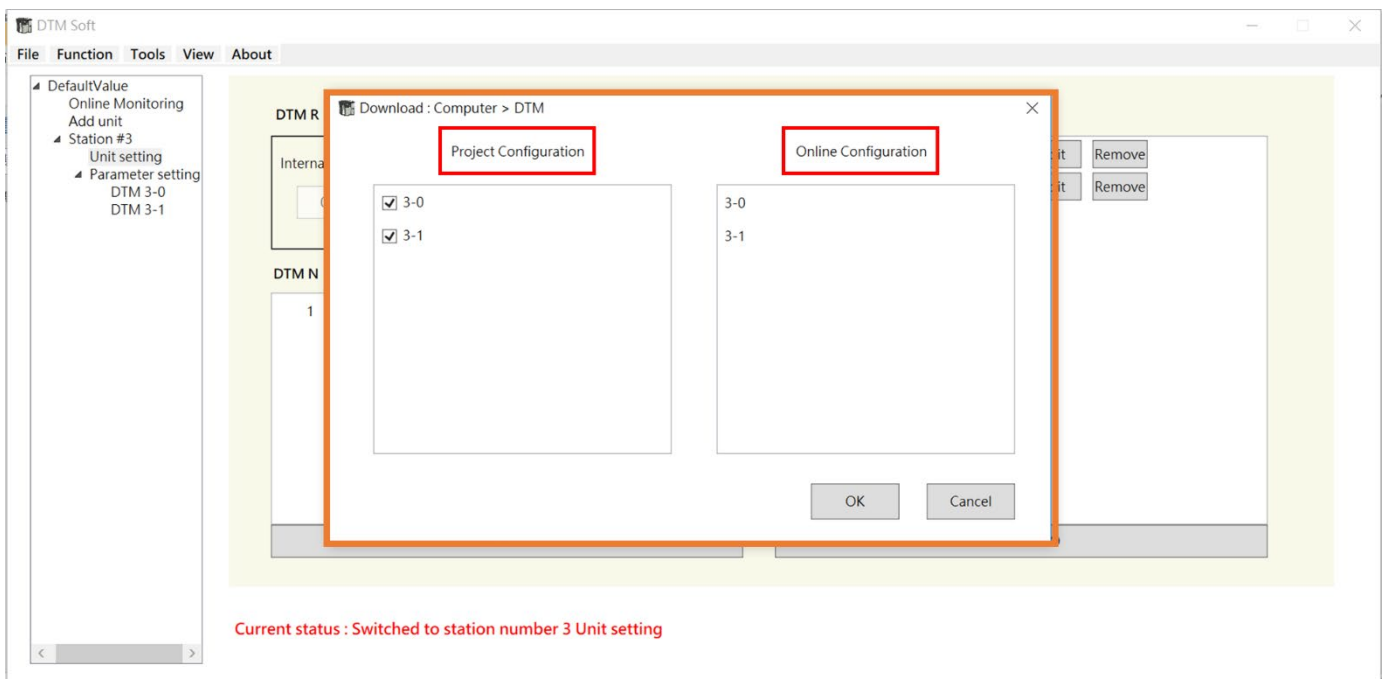 DTM Soft
File Function Tools View About
DefaultValue
Online Monitoring
Add unit
Station #3
Unit setting
Parameter setting
DTM 3-0
DTM 3-1
DTM R
Interna
DTM N
1
Download : Computer > DTM
Project Configuration
Online Configuration
3-0
3-1
3-0
3-1
OK
Cancel
it Remove
it Remove
Current status : Switched to station number 3 Unit setting